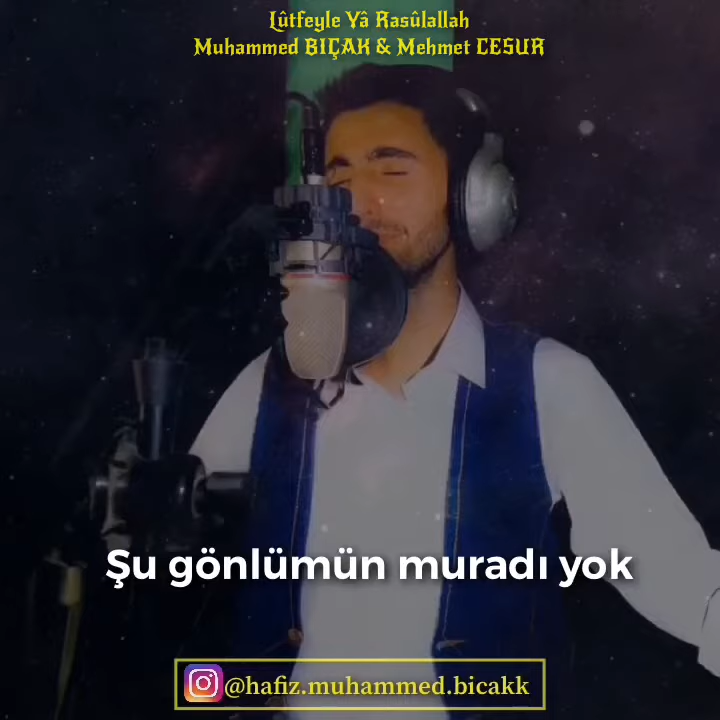 Lûtfeyle Yâ Rasûlallah
Muhammed BIÇAK & Mehmet CESUR
Şu gönlümün muradı yok
@hafiz.muhammed.bicakk